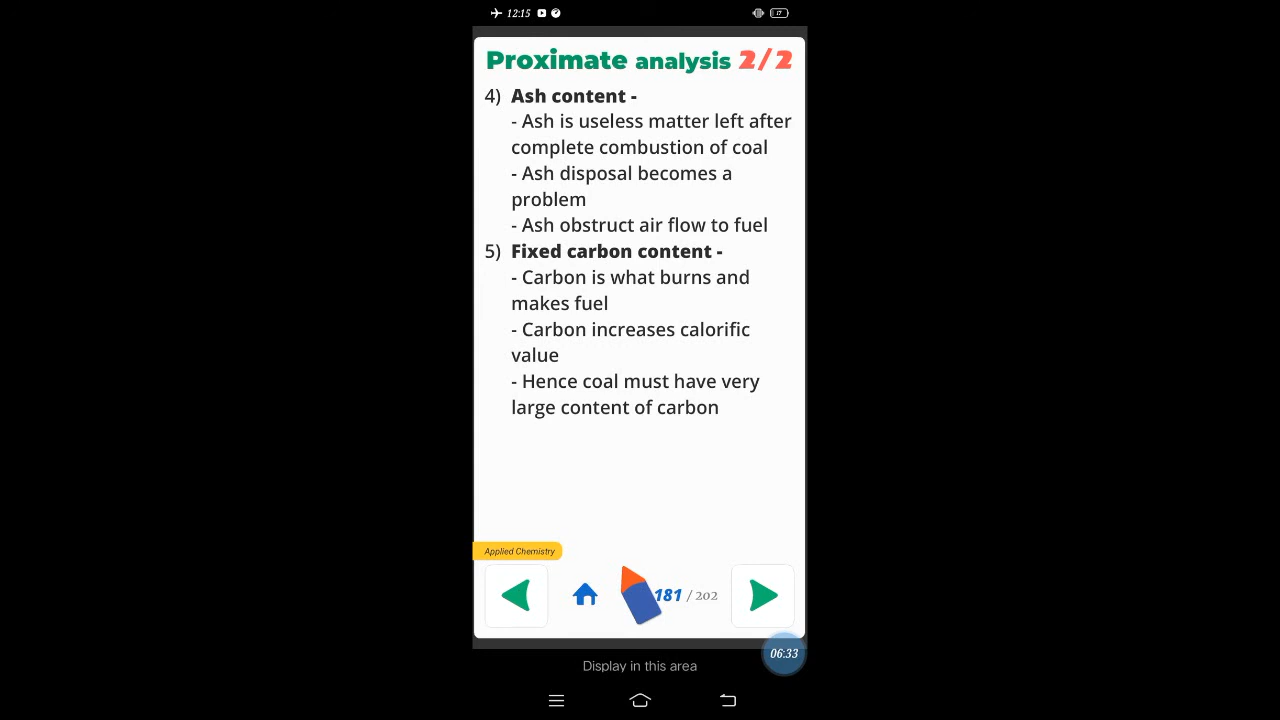 12:15
17
Proximate analysis 2/2
4) Ash content -
- Ash is useless matter left after
complete combustion of coal
- Ash disposal becomes a
problem
- Ash obstruct air flow to fuel
5) Fixed carbon content -
- Carbon is what burns and
makes fuel
- Carbon increases calorific
value
- Hence coal must have very
large content of carbon
Applied Chemistry
181 / 202
06:33
Display in this area